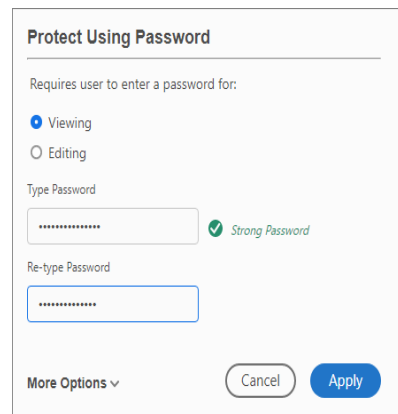 Protect Using Password
Requires user to enter a password for:
Viewing
Editing
Type Password
•••••••••••••••
Strong Password
Re-type Password
••••••••••••••
More Options
Cancel
Apply